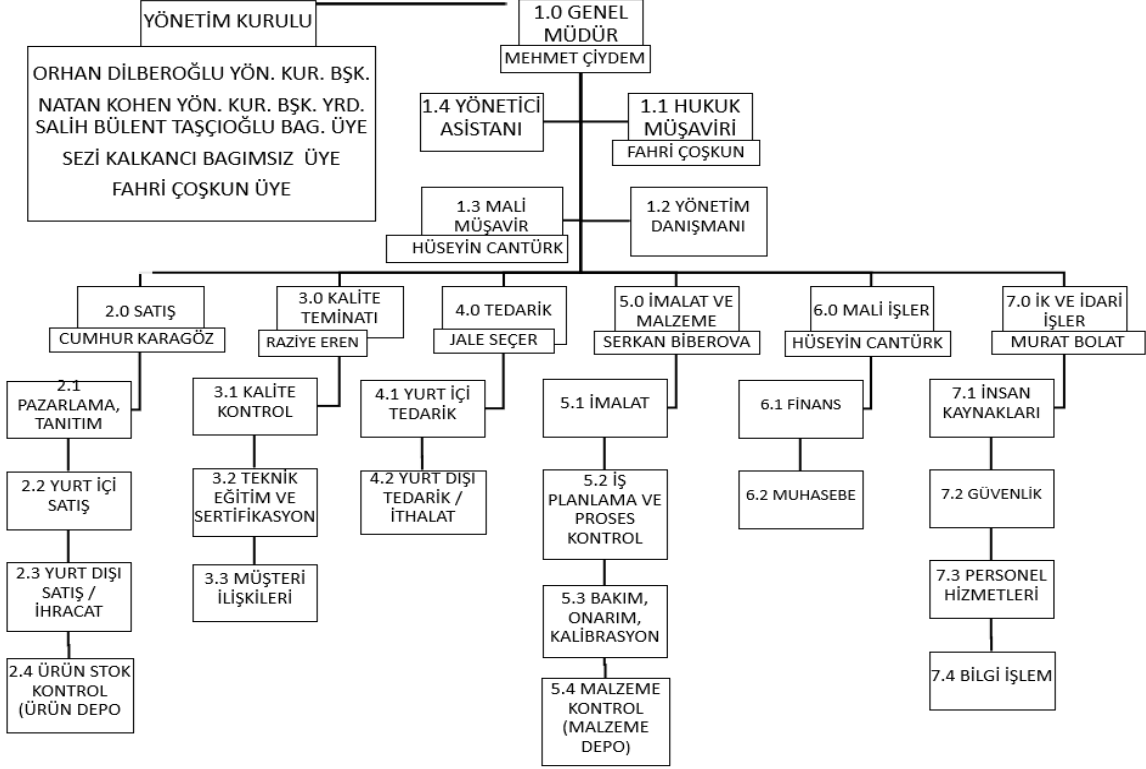 YÖNETİM KURULU
ORHAN DİLBEROĞLU YÖN. KUR. BŞK.
NATAN KOHEN YÖN. KUR. BŞK. YRD.
SALİH BÜLENT TAŞÇIOĞLU BAG. ÜYE
SEZİ KALKANCI BAGIMSIZ ÜYE
FAHRİ ÇOŞKUN ÜYE
1.0 GENEL
MÜDÜR
MEHMET ÇİYDEM
1.4 YÖNETİCİ
ASİSTANI
1.1 HUKUK
MÜŞAVİRİ
FAHRİ ÇOŞKUN
1.3 MALİ
MÜŞAVİR
HÜSEYİN CANTÜRK
1.2 YÖNETİM
DANIŞMANI
2.0 SATIŞ
CUMHUR KARAGÖZ
2.1
PAZARLAMA,
TANITIM
2.2 YURT İÇİ
SATIŞ
2.3 YURT DIŞI
SATIŞ /
İHRACAT
2.4 ÜRÜN STOK
KONTROL
(ÜRÜN DEPO
3.0 KALİTE
TEMİNATI
RAZİYE EREN
3.1 KALİTE
KONTROL
3.2 TEKNİK
EĞİTİM VE
SERTİFİKASYON
3.3 MÜŞTERİ
İLİŞKİLERİ
4.0 TEDARİK
JALE SEÇER
4.1 YURT İÇİ
TEDARİK
4.2 YURT DIŞI
TEDARİK /
İTHALAT
5.0 İMALAT VE
MALZEME
SERKAN BİBEROVA
5.1 İMALAT
5.2 İŞ
PLANLAMA VE
PROSES
KONTROL
5.3 BAKIM,
ONARIM,
KALİBRASYON
5.4 MALZEME
KONTROL
(MALZEME
DEPO)
6.0 MALİ İŞLER
HÜSEYİN CANTÜRK
6.1 FİNANS
6.2 MUHASEBE
7.0 İK VE İDARİ
İŞLER
MURAT BOLAT
7.1 İNSAN
KAYNAKLARI
7.2 GÜVENLİK
7.3 PERSONEL
HİZMETLERİ
7.4 BİLGİ İŞLEM